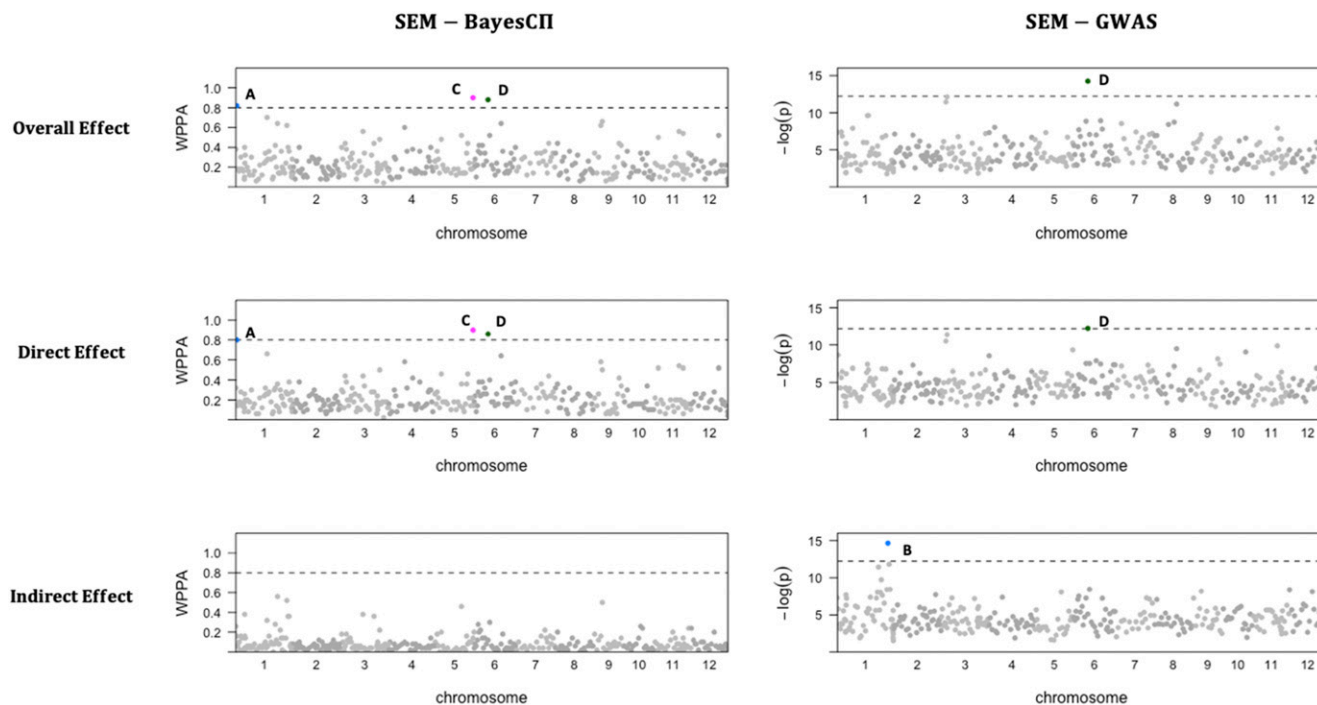 SEM − BayesCΠ
SEM − GWAS
Overall Effect
WPPA
1.0
0.8
0.6
0.4
0.2
A
C
D
1 2 3 4 5 6 7 8 9 10 11 12
chromosome
−log(p)
15
10
5
D
1 2 3 4 5 6 7 8 9 10 11 12
chromosome
Direct Effect
WPPA
1.0
0.8
0.6
0.4
0.2
A
C
D
1 2 3 4 5 6 7 8 9 10 11 12
chromosome
−log(p)
15
10
5
D
1 2 3 4 5 6 7 8 9 10 11 12
chromosome
Indirect Effect
WPPA
1.0
0.8
0.6
0.4
0.2
1 2 3 4 5 6 7 8 9 10 11 12
chromosome
−log(p)
15
10
5
B
1 2 3 4 5 6 7 8 9 10 11 12
chromosome